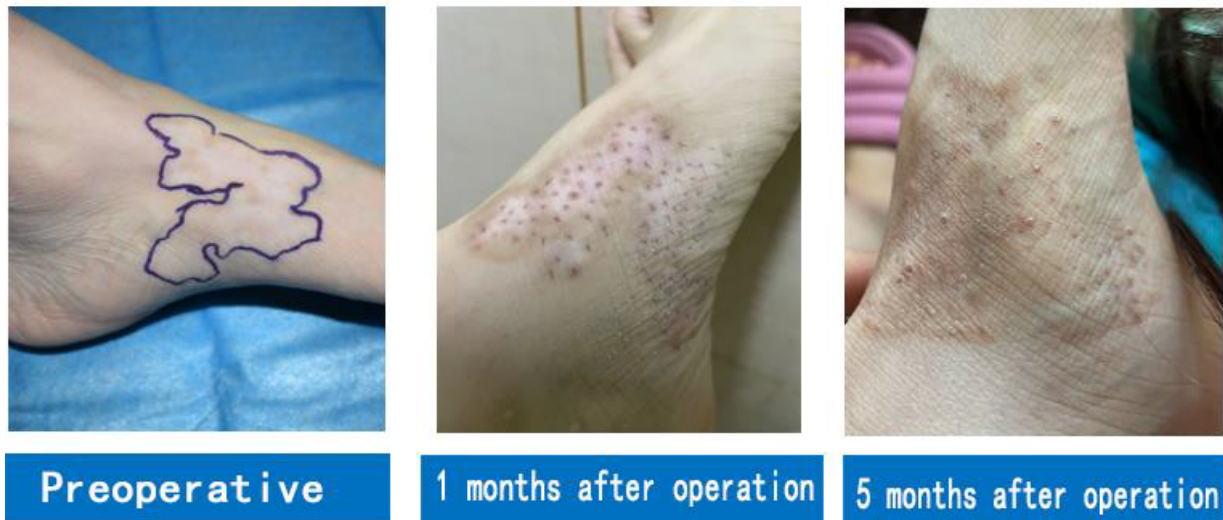 Preoperative
1 months after operation
5 months after operation